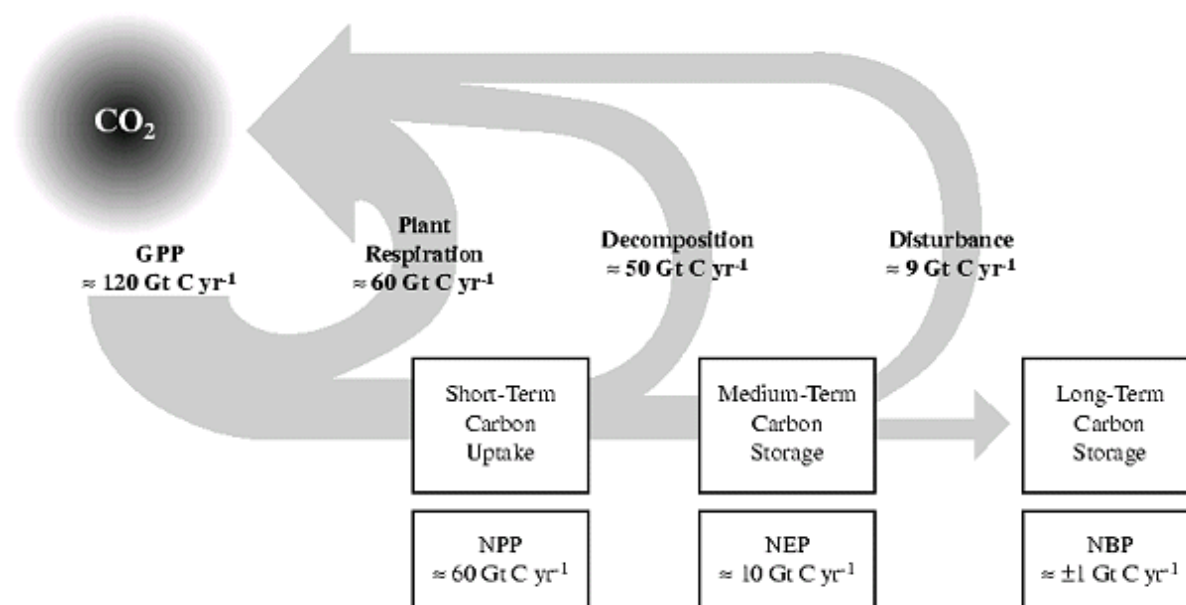 CO₂
GPP
≈ 120 Gt C yr⁻¹
Plant
Respiration
≈ 60 Gt C yr⁻¹
Decomposition
≈ 50 Gt C yr⁻¹
Disturbance
≈ 9 Gt C yr⁻¹
Short-Term
Carbon
Uptake
Medium-Term
Carbon
Storage
Long-Term
Carbon
Storage
NPP
≈ 60 Gt C yr⁻¹
NEP
≈ 10 Gt C yr⁻¹
NBP
≈ ±1 Gt C yr⁻¹